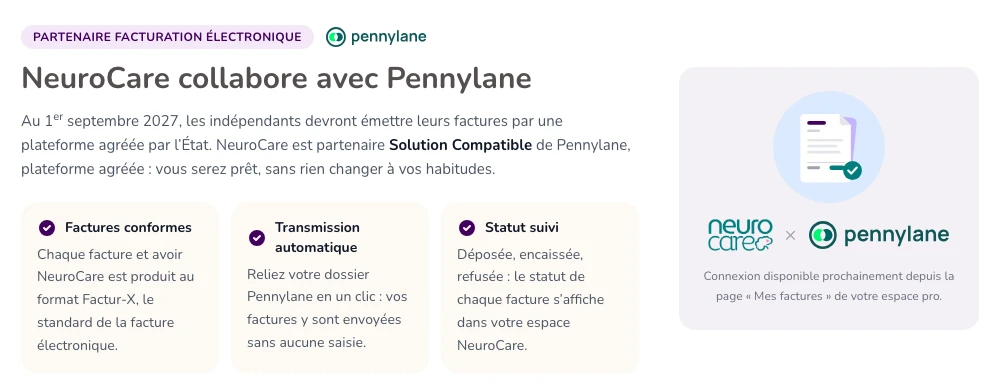 PARTENAIRE FACTURATION ÉLECTRONIQUE pennylane
NeuroCare collabore avec Pennylane
Au 1er septembre 2027, les indépendants devront émettre leurs factures par une
plateforme agréée par l’État. NeuroCare est partenaire Solution Compatible de Pennylane,
plateforme agréée : vous serez prêt, sans rien changer à vos habitudes.
Factures conformes
Chaque facture et avoir
NeuroCare est produit au
format Factur-X, le
standard de la facture
électronique.
Transmission
automatique
Reliez votre dossier
Pennylane en un clic : vos
factures y sont envoyées
sans aucune saisie.
Statut suivi
Déposée, encaissée,
refusée : le statut de
chaque facture s’affiche
dans votre espace
NeuroCare.
neuro
care
× pennylane
Connexion disponible prochainement depuis la
page « Mes factures » de votre espace pro.